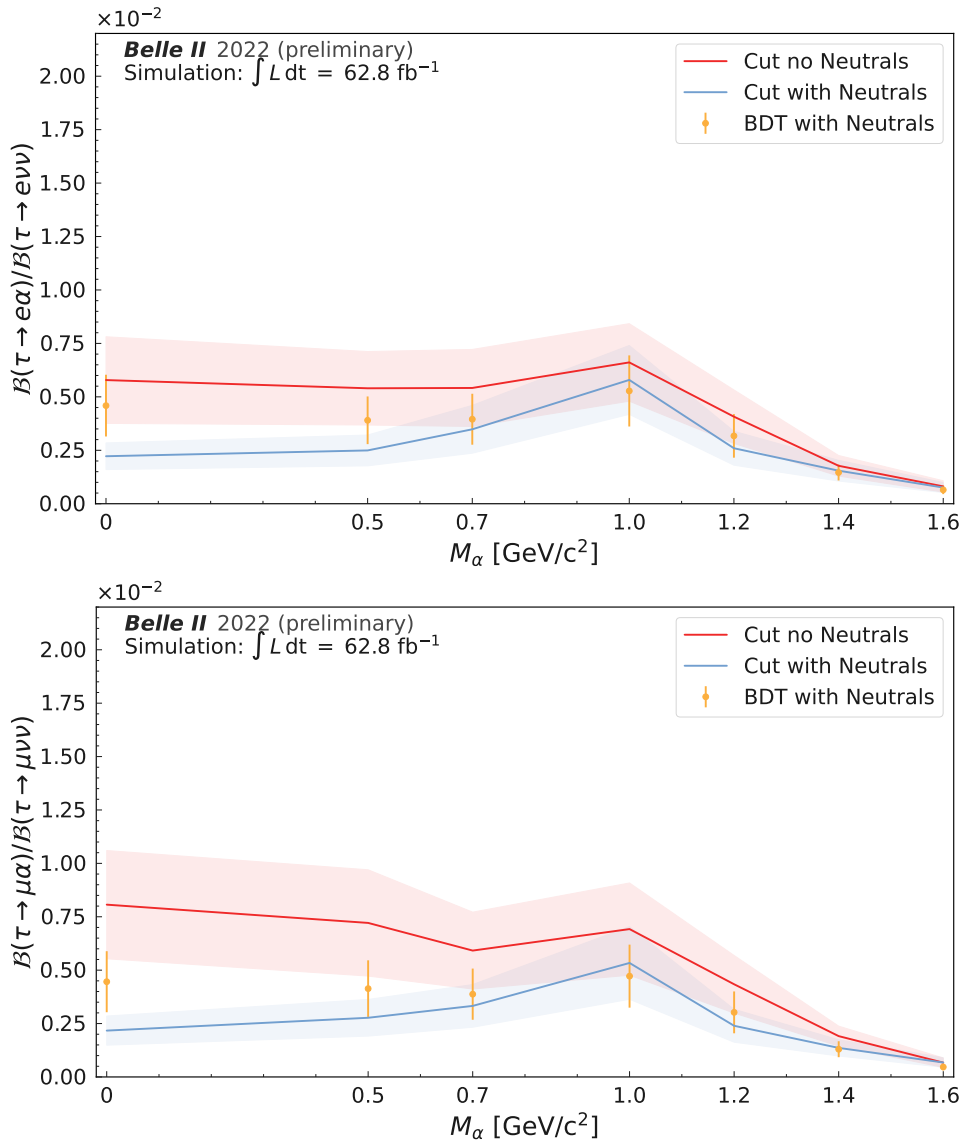 ×10⁻²
Belle II 2022 (preliminary)
Simulation: ∫ L dt = 62.8 fb⁻¹
Cut no Neutrals
Cut with Neutrals
BDT with Neutrals
2.00
1.75
1.50
1.25
1.00
0.75
0.50
0.25
0.00
ℬ(τ → eα)/ℬ(τ → eνν)
0 0.5 0.7 1.0 1.2 1.4 1.6
M_α [GeV/c²]
×10⁻²
Belle II 2022 (preliminary)
Simulation: ∫ L dt = 62.8 fb⁻¹
Cut no Neutrals
Cut with Neutrals
BDT with Neutrals
2.00
1.75
1.50
1.25
1.00
0.75
0.50
0.25
0.00
ℬ(τ → μα)/ℬ(τ → μνν)
0 0.5 0.7 1.0 1.2 1.4 1.6
M_α [GeV/c²]